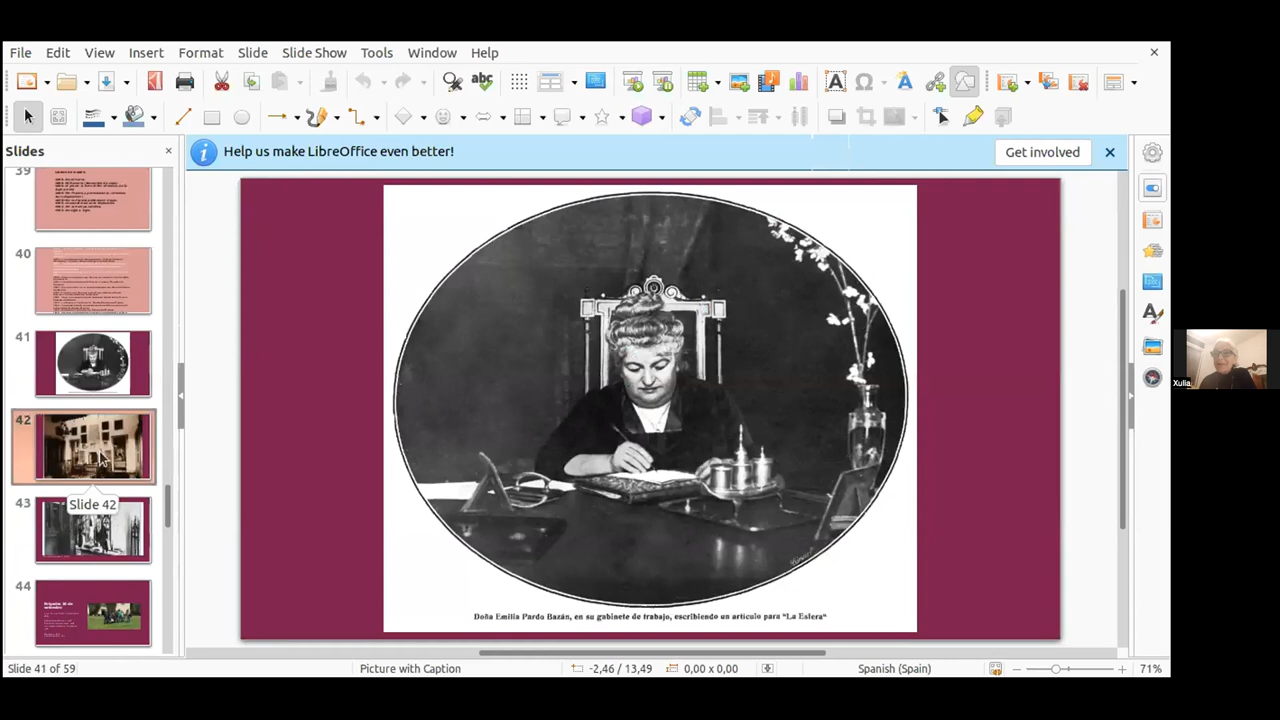 File Edit View Insert Format Slide Slide Show Tools Window Help
Slides
Help us make LibreOffice even better!
Get involved
39
40
41
42
Slide 42
43
44
Doña Emilia Pardo Bazán, en su gabinete de trabajo, escribiendo un artículo para "La Esfera"
Xulia
Slide 41 of 59
Picture with Caption
-2,46 / 13,49
0,00 x 0,00
Spanish (Spain)
71%